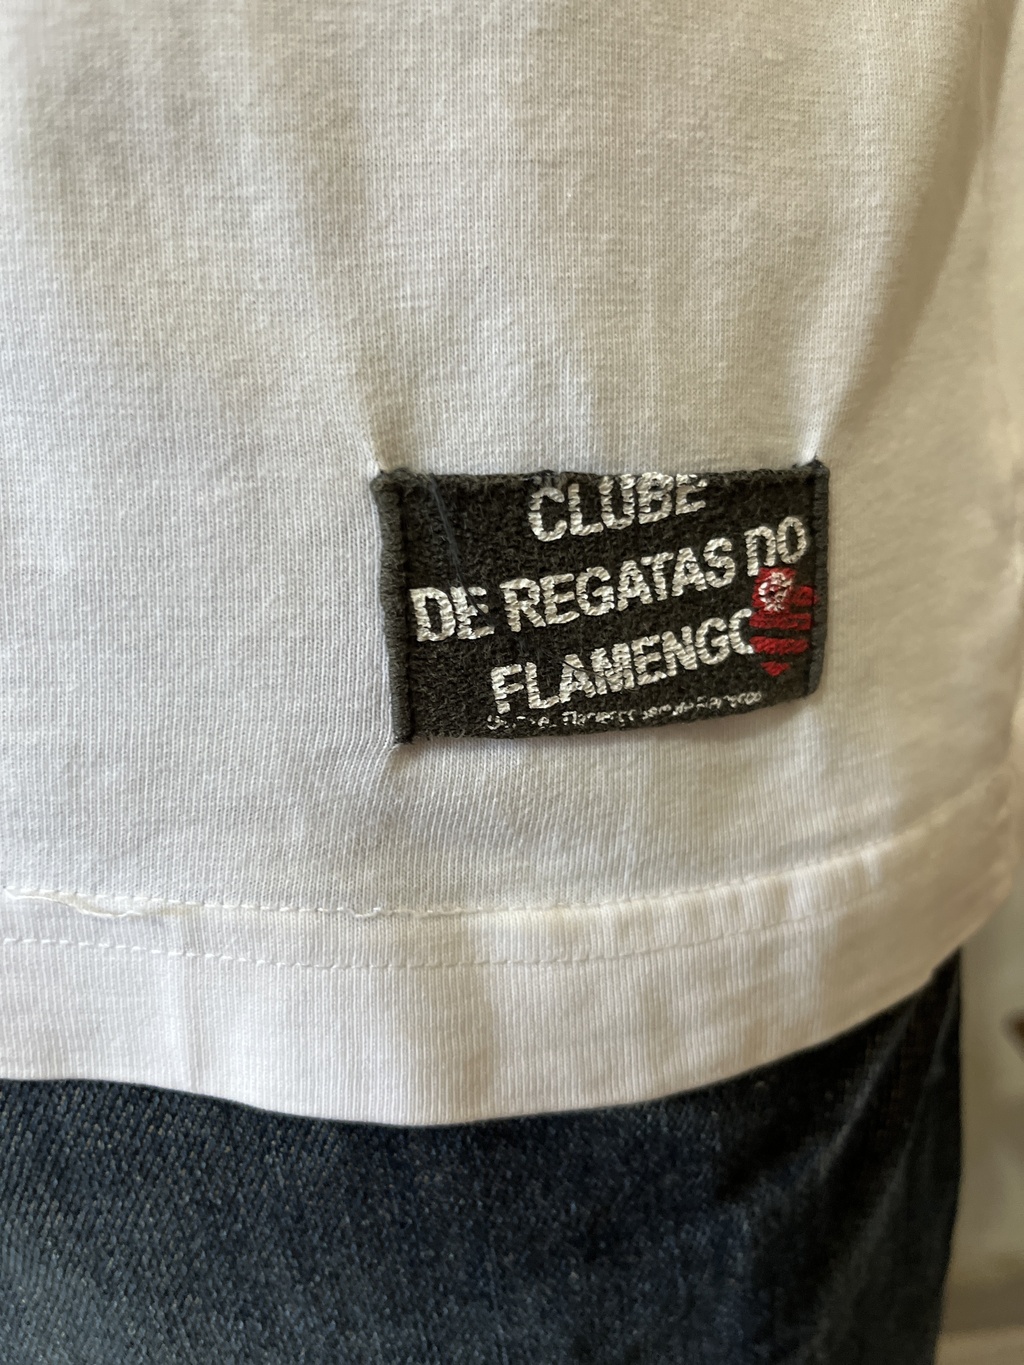 CLUBE
DE REGATAS DO
FLAMENGO